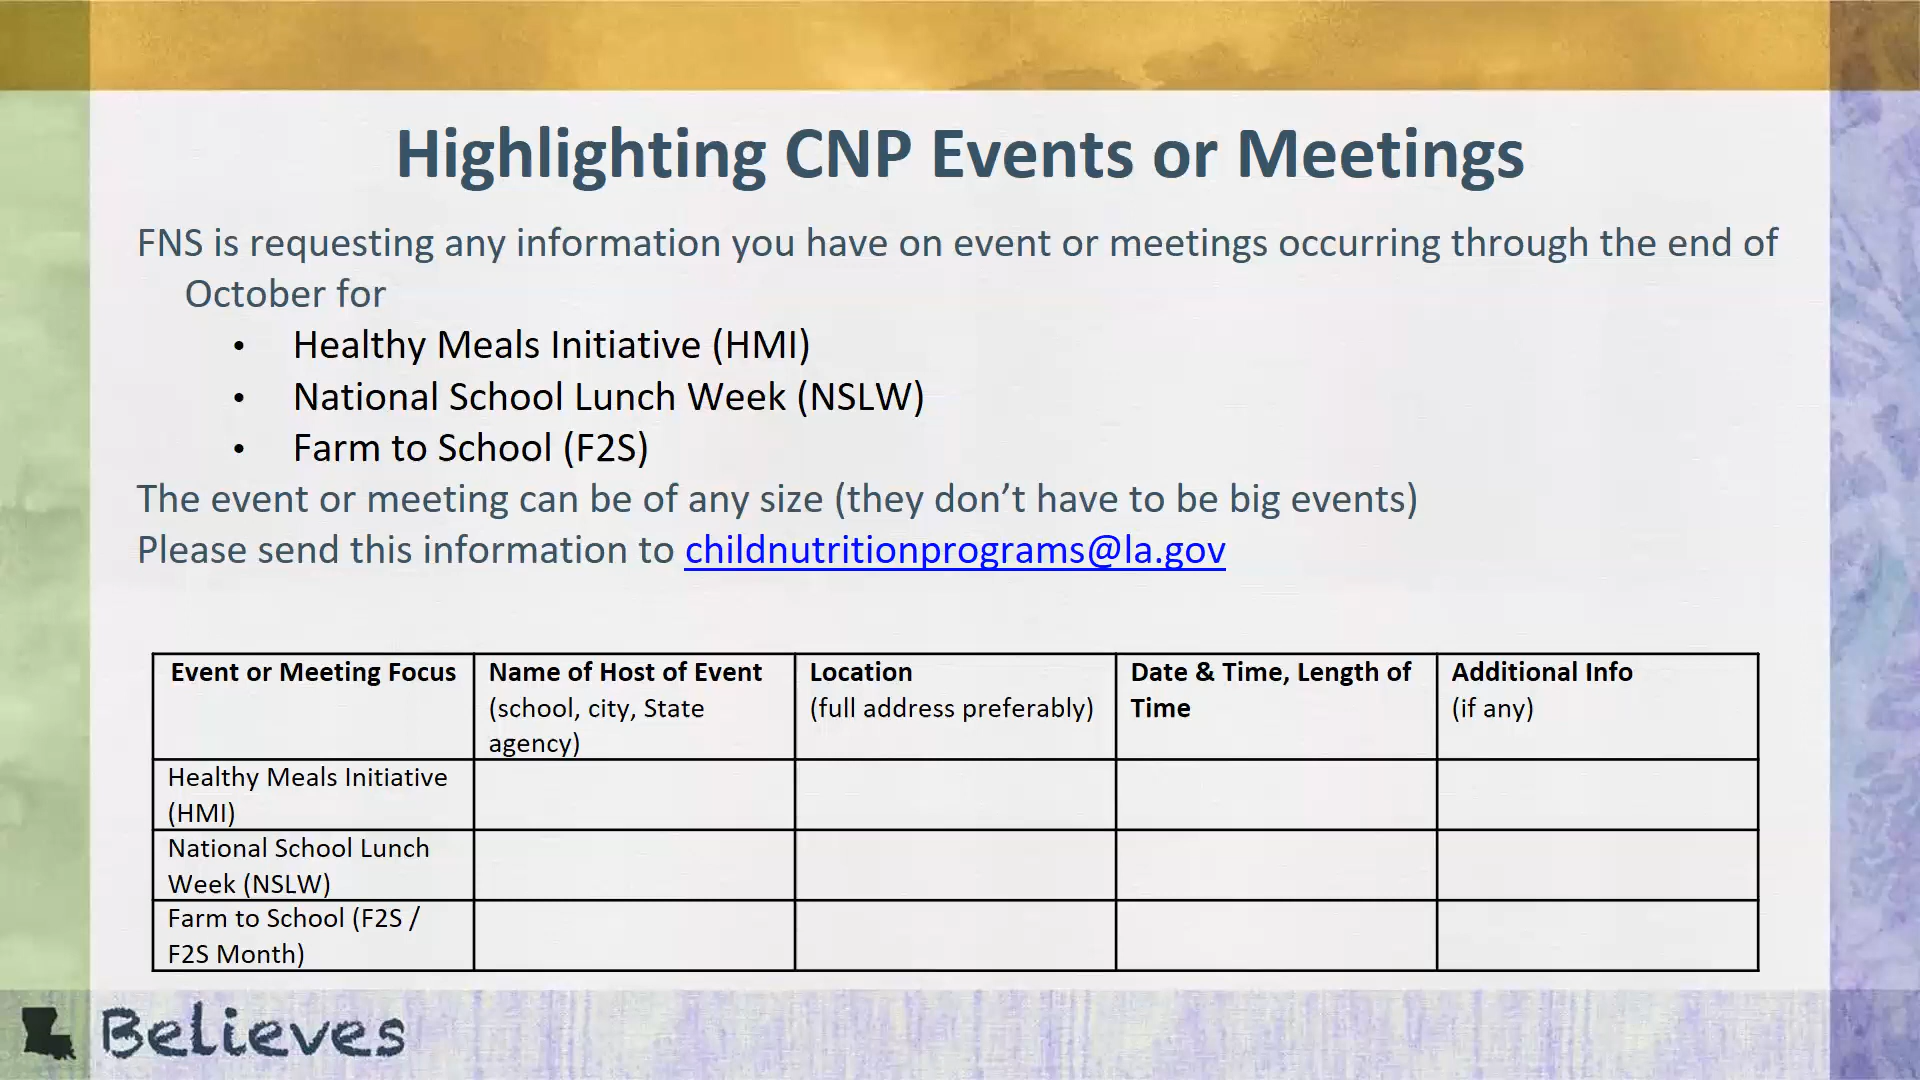 Highlighting CNP Events or Meetings
FNS is requesting any information you have on event or meetings occurring through the end of
October for
• Healthy Meals Initiative (HMI)
• National School Lunch Week (NSLW)
• Farm to School (F2S)
The event or meeting can be of any size (they don’t have to be big events)
Please send this information to childnutritionprograms@la.gov
Event or Meeting Focus
Name of Host of Event
(school, city, State
agency)
Location
(full address preferably)
Date & Time, Length of
Time
Additional Info
(if any)
Healthy Meals Initiative
(HMI)
National School Lunch
Week (NSLW)
Farm to School (F2S /
F2S Month)
Believes